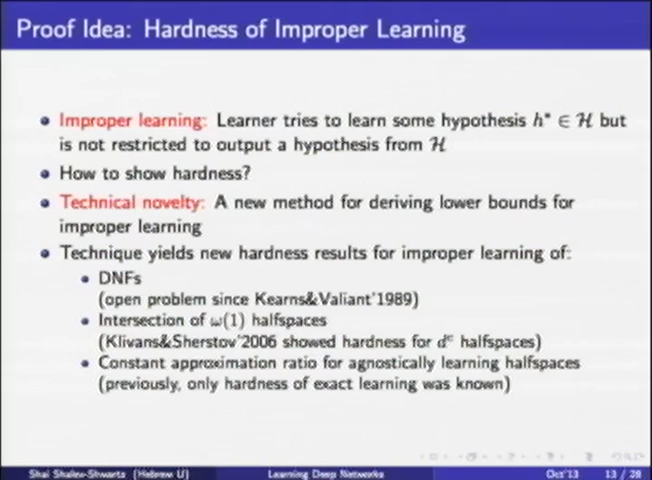 Proof Idea: Hardness of Improper Learning
• Improper learning: Learner tries to learn some hypothesis h* ∈ H but
is not restricted to output a hypothesis from H
• How to show hardness?
• Technical novelty: A new method for deriving lower bounds for
improper learning
• Technique yields new hardness results for improper learning of:
• DNFs
(open problem since Kearns&Valiant'1989)
• Intersection of ω(1) halfspaces
(Klivans&Sherstov'2006 showed hardness for dᶜ halfspaces)
• Constant approximation ratio for agnostically learning halfspaces
(previously, only hardness of exact learning was known)
Shai Shalev-Shwartz (Hebrew U) Learning Deep Networks Oct'13 13 / 28